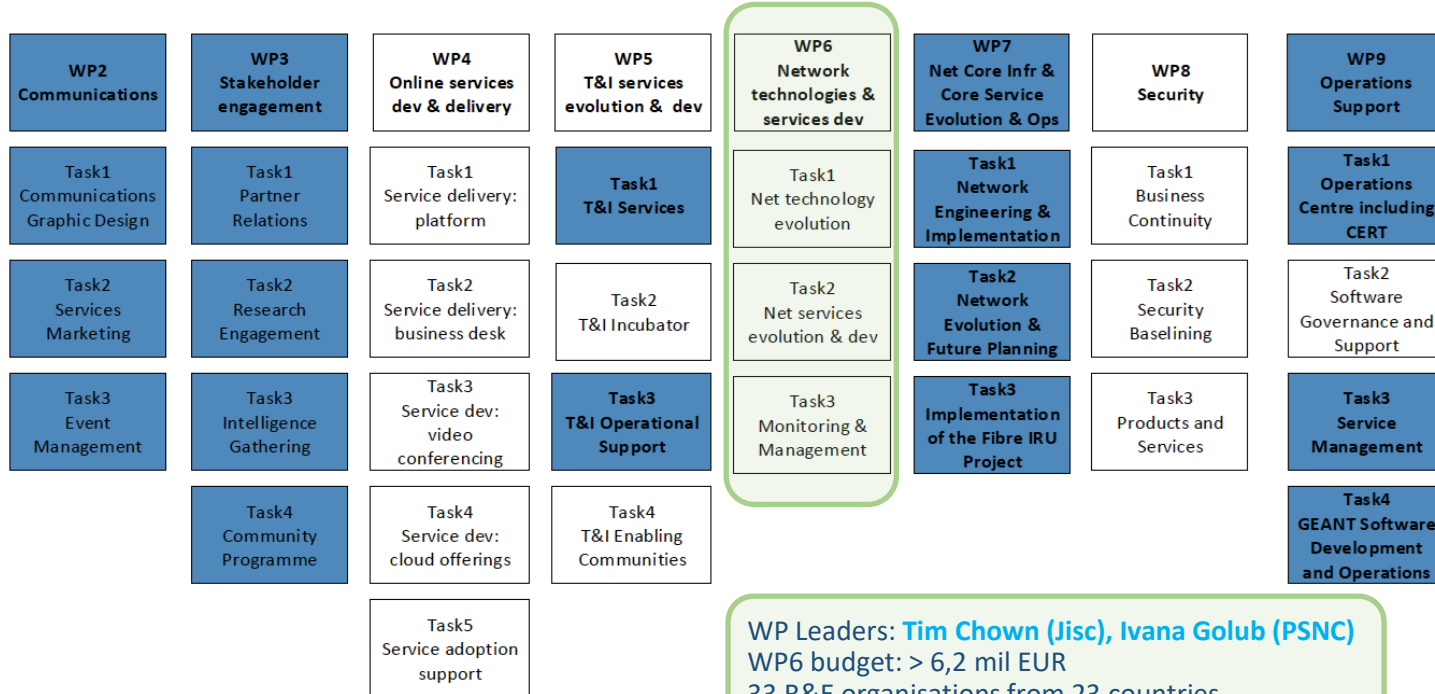 WP2
Communications
Task1
Communications
Graphic Design
Task2
Services
Marketing
Task3
Event
Management
WP3
Stakeholder
engagement
Task1
Partner
Relations
Task2
Research
Engagement
Task3
Intelligence
Gathering
Task4
Community
Programme
WP4
Online services
dev & delivery
Task1
Service delivery:
platform
Task2
Service delivery:
business desk
Task3
Service dev:
video
conferencing
Task4
Service dev:
cloud offerings
Task5
Service adoption
support
WP5
T&I services
evolution & dev
Task1
T&I Services
Task2
T&I Incubator
Task3
T&I Operational
Support
Task4
T&I Enabling
Communities
WP6
Network
technologies &
services dev
Task1
Net technology
evolution
Task2
Net services
evolution & dev
Task3
Monitoring &
Management
WP7
Net Core Infr &
Core Service
Evolution & Ops
Task1
Network
Engineering &
Implementation
Task2
Network
Evolution &
Future Planning
Task3
Implementation
of the Fibre IRU
Project
WP8
Security
Task1
Business
Continuity
Task2
Security
Baselining
Task3
Products and
Services
WP9
Operations
Support
Task1
Operations
Centre including
CERT
Task2
Software
Governance and
Support
Task3
Service
Management
Task4
GEANT Software
Development
and Operations
WP Leaders: Tim Chown (Jisc), Ivana Golub (PSNC)
WP6 budget: > 6,2 mil EUR
33 R&E organisations from 23 countries